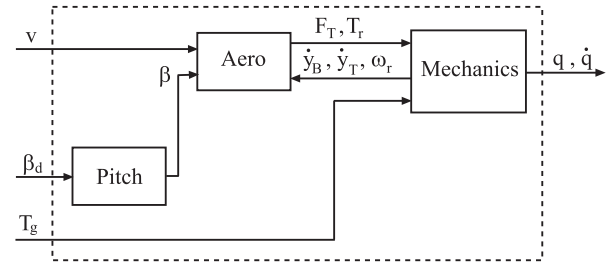 v
Aero
F_T, T_r
ẏ_B, ẏ_T, ω_r
Mechanics
q, q̇
β
β_d
Pitch
T_g